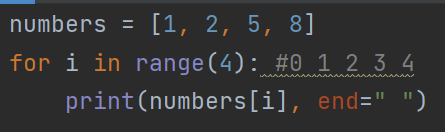 numbers = [1, 2, 5, 8]
for i in range(4): #0 1 2 3 4
    print(numbers[i], end=" ")